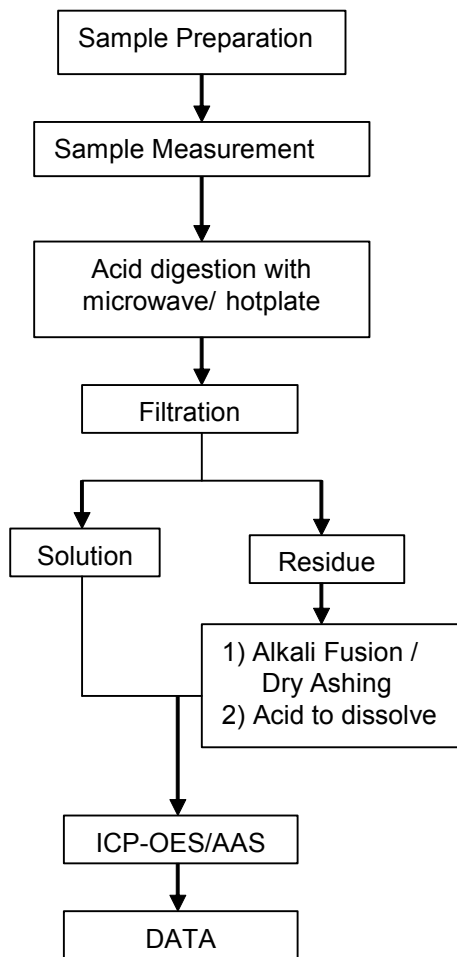 Sample Preparation
Sample Measurement
Acid digestion with
microwave/ hotplate
Filtration
Solution
Residue
1) Alkali Fusion /
Dry Ashing
2) Acid to dissolve
ICP-OES/AAS
DATA